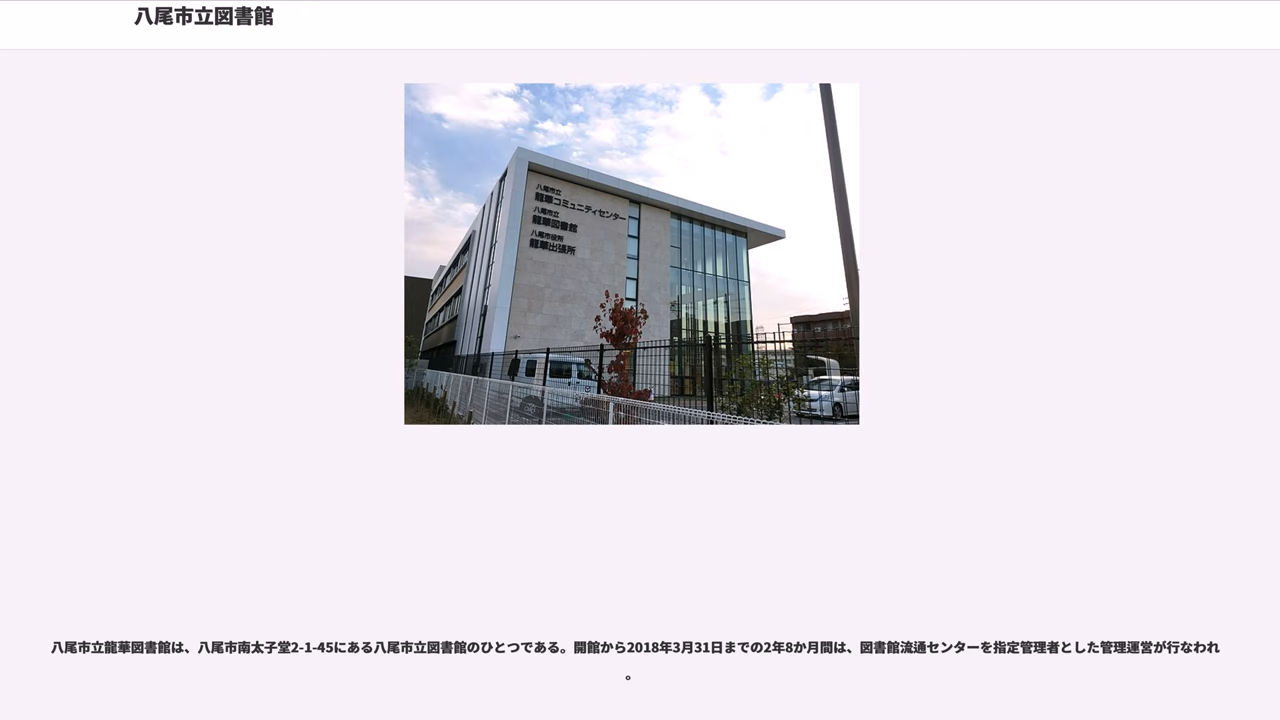 八尾市立図書館
八尾市立
龍華コミュニティセンター
八尾市立
龍華図書館
八尾市役所
龍華出張所
八尾市立龍華図書館は、八尾市南太子堂2-1-45にある八尾市立図書館のひとつである。開館から2018年3月31日までの2年8か月間は、図書館流通センターを指定管理者とした管理運営が行なわれ
。